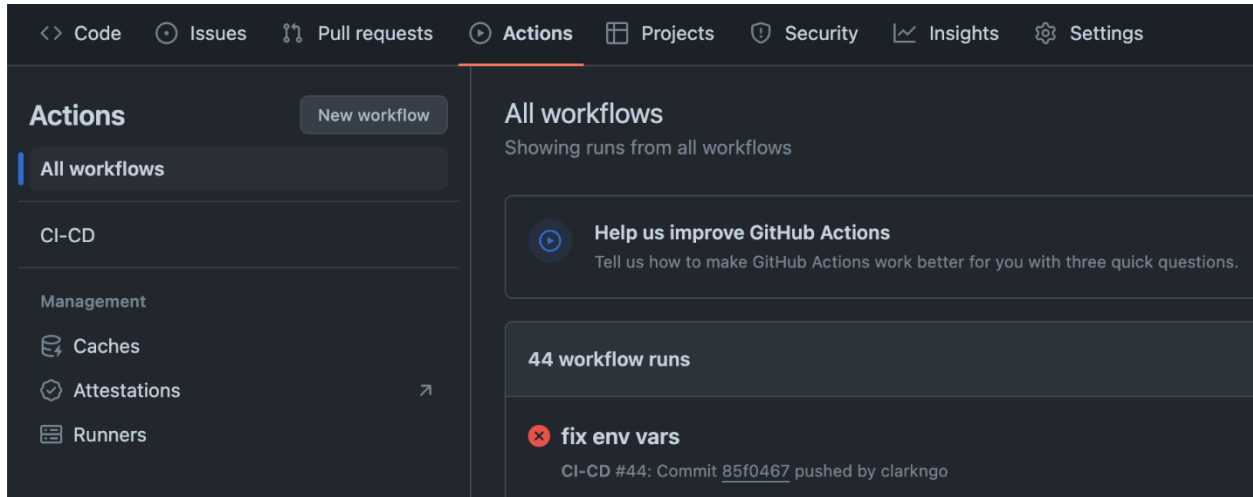 Code Issues Pull requests Actions Projects Security Insights Settings
Actions
New workflow
All workflows
CI-CD
Management
Caches
Attestations
Runners
All workflows
Showing runs from all workflows
Help us improve GitHub Actions
Tell us how to make GitHub Actions work better for you with three quick questions.
44 workflow runs
fix env vars
CI-CD #44: Commit 85f0467 pushed by clarkngo